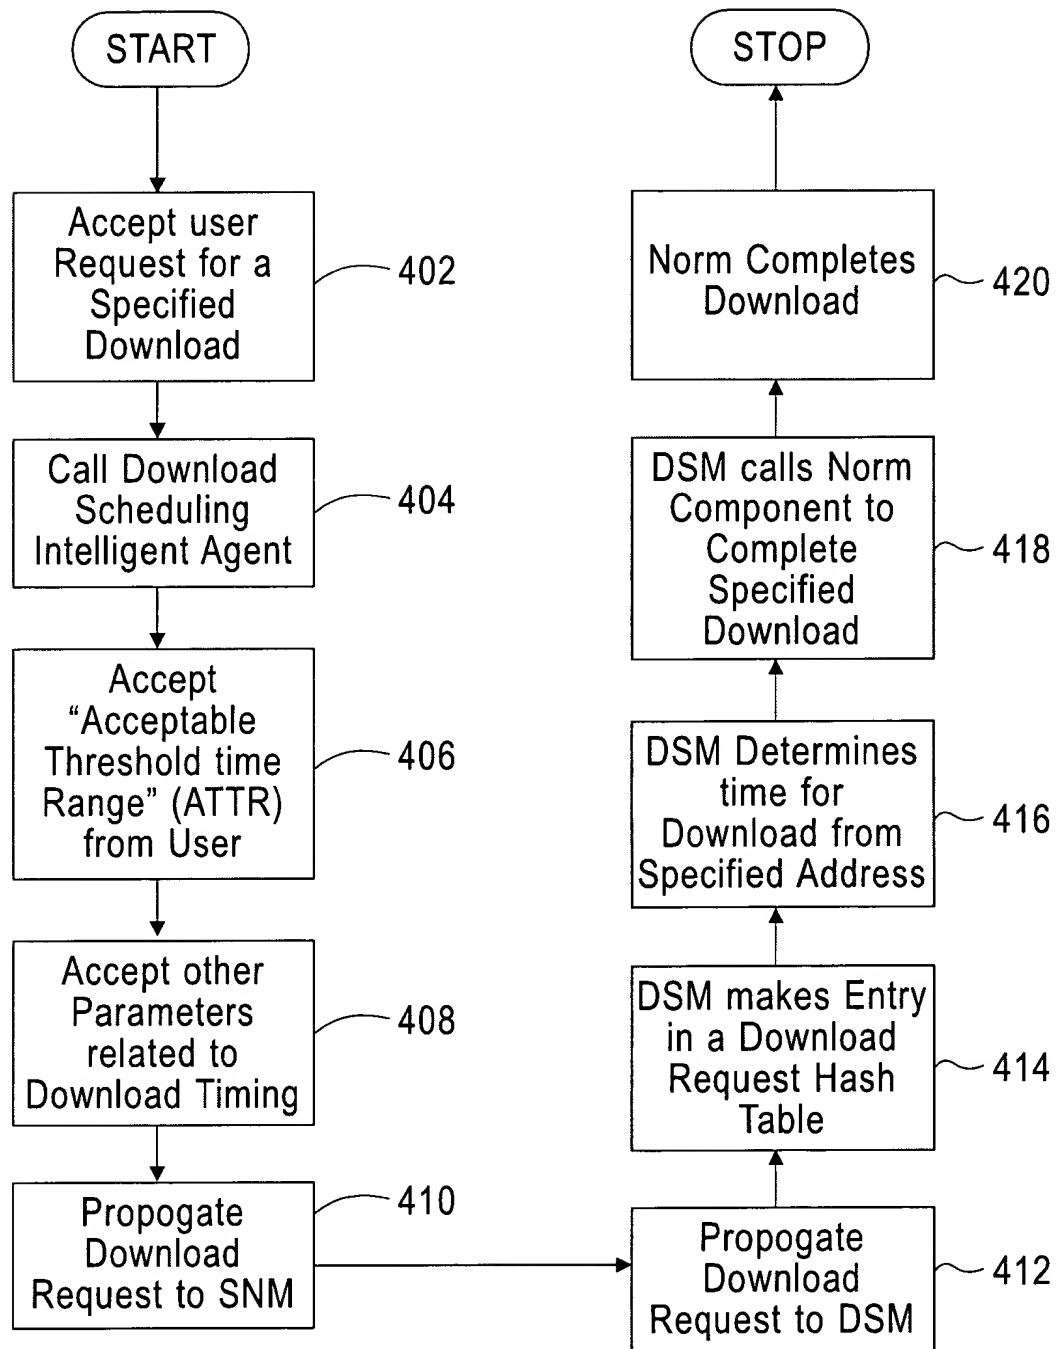 START
Accept user
Request for a
Specified
Download
402
Call Download
Scheduling
Intelligent Agent
404
Accept
“Acceptable
Threshold time
Range” (ATTR)
from User
406
Accept other
Parameters
related to
Download Timing
408
Propogate
Download
Request to SNM
410
Propogate
Download
Request to DSM
412
DSM makes Entry
in a Download
Request Hash
Table
414
DSM Determines
time for
Download from
Specified Address
416
DSM calls Norm
Component to
Complete
Specified
Download
418
Norm Completes
Download
420
STOP